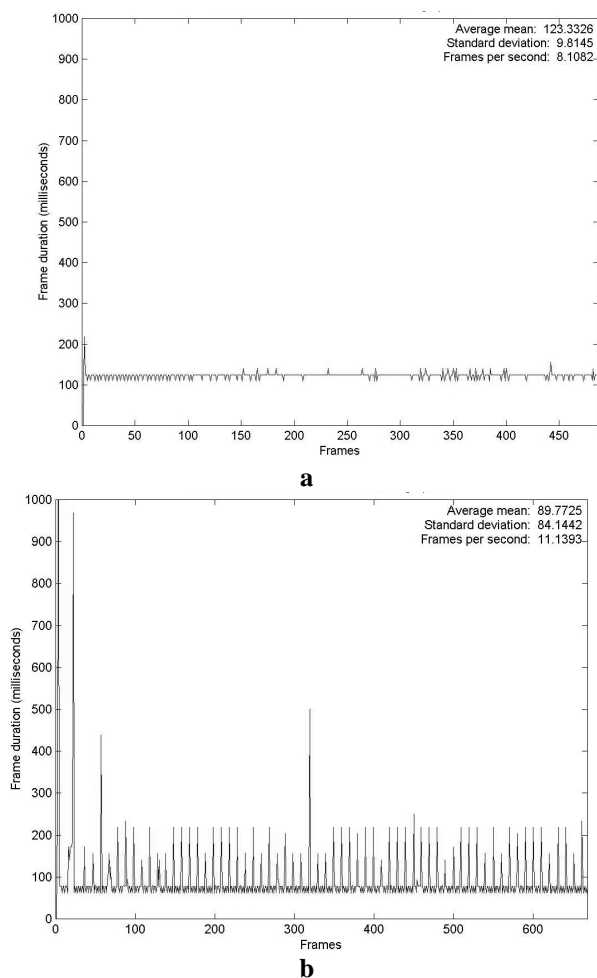 1000
Average mean: 123.3326
900
Standard deviation: 9.8145
Frames per second: 8.1082
800
700
600
500
400
300
200
100
0
Frame duration (milliseconds)
0 50 100 150 200 250 300 350 400 450
Frames
a
1000
Average mean: 89.7725
900
Standard deviation: 84.1442
Frames per second: 11.1393
800
700
600
500
400
300
200
100
0
Frame duration (milliseconds)
0 100 200 300 400 500 600
Frames
b